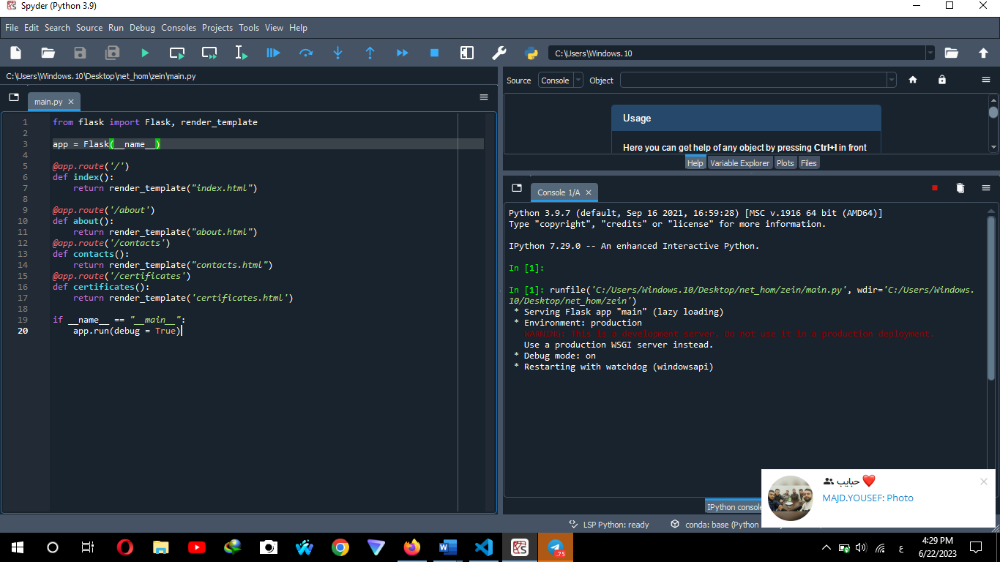 Spyder (Python 3.9)
File Edit Search Source Run Debug Consoles Projects Tools View Help
C:\Users\Windows.10
C:\Users\Windows.10\Desktop\net_hom\zein\main.py
main.py
1 from flask import Flask, render_template
2
3 app = Flask(__name__)
4
5 @app.route('/')
6 def index():
7     return render_template("index.html")
8
9 @app.route('/about')
10 def about():
11     return render_template("about.html")
12 @app.route('/contacts')
13 def contacts():
14     return render_template("contacts.html")
15 @app.route('/certificates')
16 def certificates():
17     return render_template('certificates.html')
18
19 if __name__ == "__main__":
20     app.run(debug = True)
Source Console Object
Usage
Here you can get help of any object by pressing Ctrl+I in front
Help Variable Explorer Plots Files
Console 1/A
Python 3.9.7 (default, Sep 16 2021, 16:59:28) [MSC v.1916 64 bit (AMD64)]
Type "copyright", "credits" or "license" for more information.
IPython 7.29.0 -- An enhanced Interactive Python.
In [1]:
In [1]: runfile('C:/Users/Windows.10/Desktop/net_hom/zein/main.py', wdir='C:/Users/Windows.
10/Desktop/net_hom/zein')
* Serving Flask app "main" (lazy loading)
* Environment: production
WARNING: This is a development server. Do not use it in a production deployment.
Use a production WSGI server instead.
* Debug mode: on
* Restarting with watchdog (windowsapi)
IPython console
حبايب ❤️
MAJD.YOUSEF: Photo
LSP Python: ready conda: base (Python
..75
ع
4:29 PM
6/22/2023